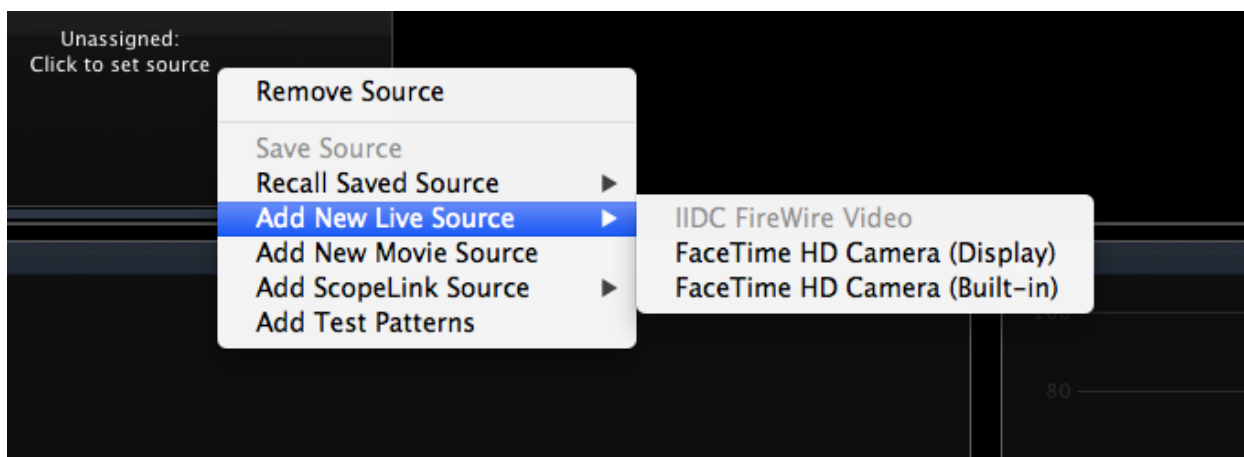 Unassigned:
Click to set source
Remove Source
Save Source
Recall Saved Source
Add New Live Source
Add New Movie Source
Add ScopeLink Source
Add Test Patterns
IIDC FireWire Video
FaceTime HD Camera (Display)
FaceTime HD Camera (Built-in)
100
80